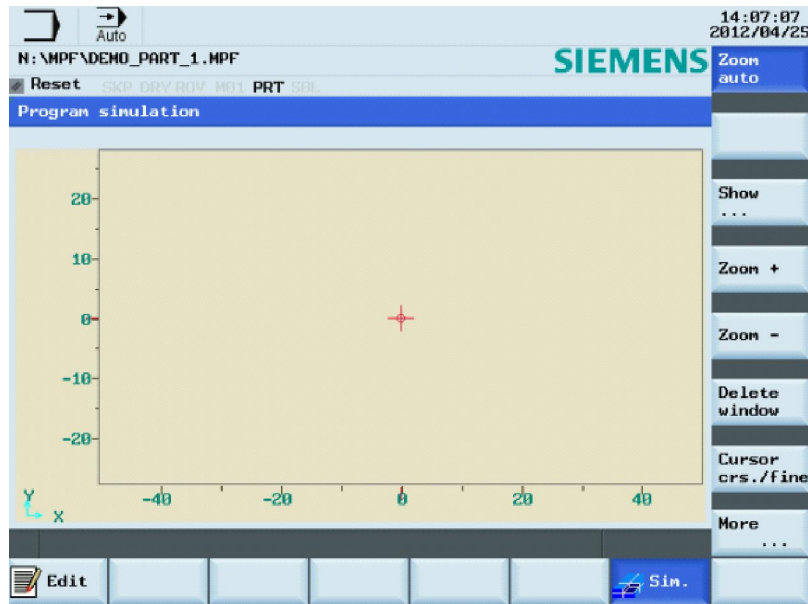 14:07:07
Auto
2012/04/25
N:\MPF\DEMO_PART_1.MPF
SIEMENS
Zoom
auto
Reset SKP DRY ROV M01 PRT SBL
Program simulation
Show
...
Zoom +
Zoom -
Delete
window
Cursor
crs./fine
More
...
20
10
0
-10
-20
-40 -20 0 20 40
Y
X
Edit
Sim.